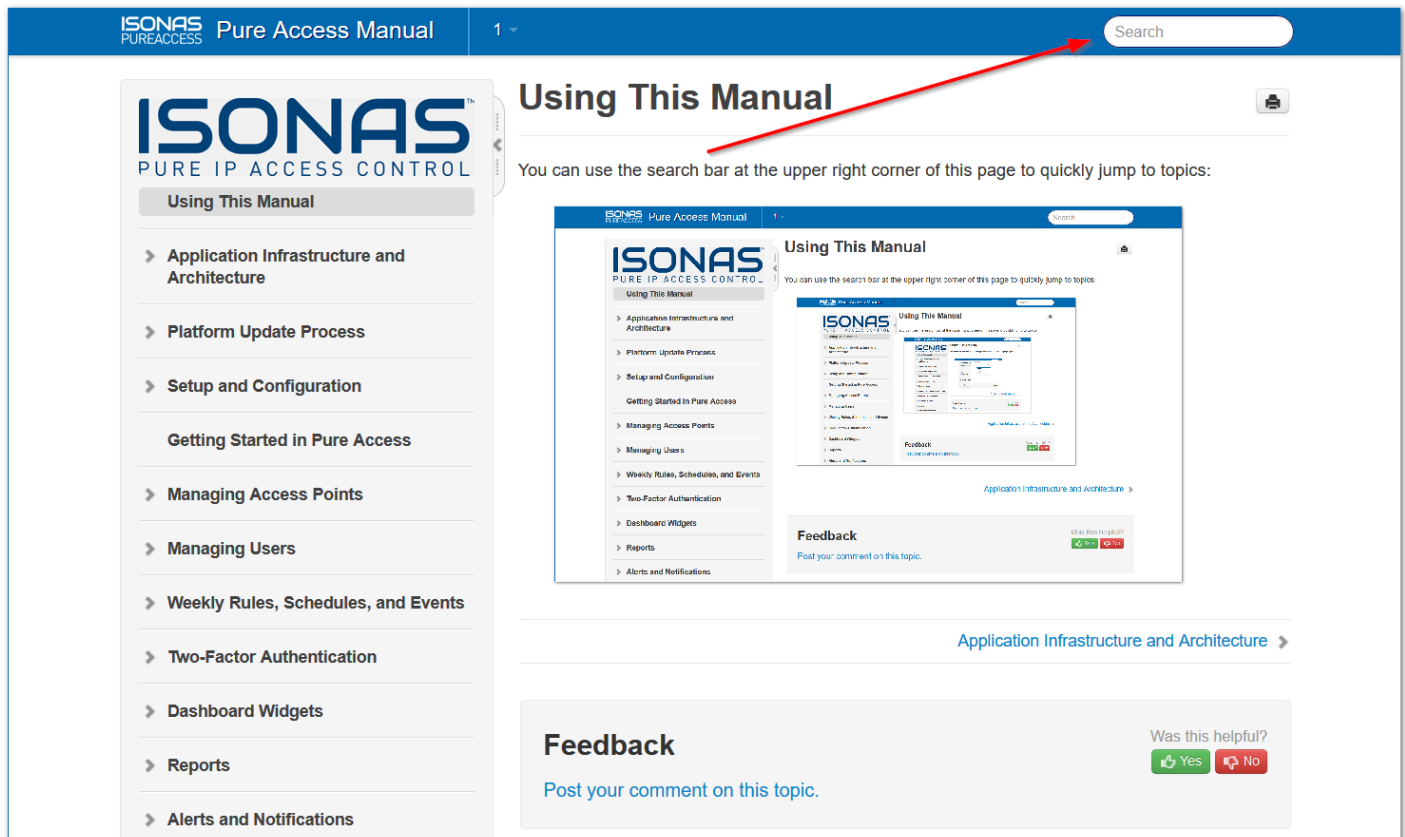 ISONAS
PUREACCESS
Pure Access Manual
1
Search
ISONAS™
PURE IP ACCESS CONTROL
Using This Manual
Application Infrastructure and
Architecture
Platform Update Process
Setup and Configuration
Getting Started in Pure Access
Managing Access Points
Managing Users
Weekly Rules, Schedules, and Events
Two-Factor Authentication
Dashboard Widgets
Reports
Alerts and Notifications
Using This Manual
You can use the search bar at the upper right corner of this page to quickly jump to topics:
ISONAS
PUREACCESS
Pure Access Manual
1
Search
ISONAS
PURE IP ACCESS CONTROL
Using This Manual
Application Infrastructure and
Architecture
Platform Update Process
Setup and Configuration
Getting Started in Pure Access
Managing Access Points
Managing Users
Weekly Rules, Schedules, and Events
Two-Factor Authentication
Dashboard Widgets
Reports
Alerts and Notifications
Using This Manual
You can use the search bar at the upper right corner of this page to quickly jump to topics:
ISONAS
Using This Manual
Feedback
Application Infrastructure and Architecture
Feedback
Post your comment on this topic.
Was this helpful?
Yes
No
Application Infrastructure and Architecture
Feedback
Post your comment on this topic.
Was this helpful?
Yes
No